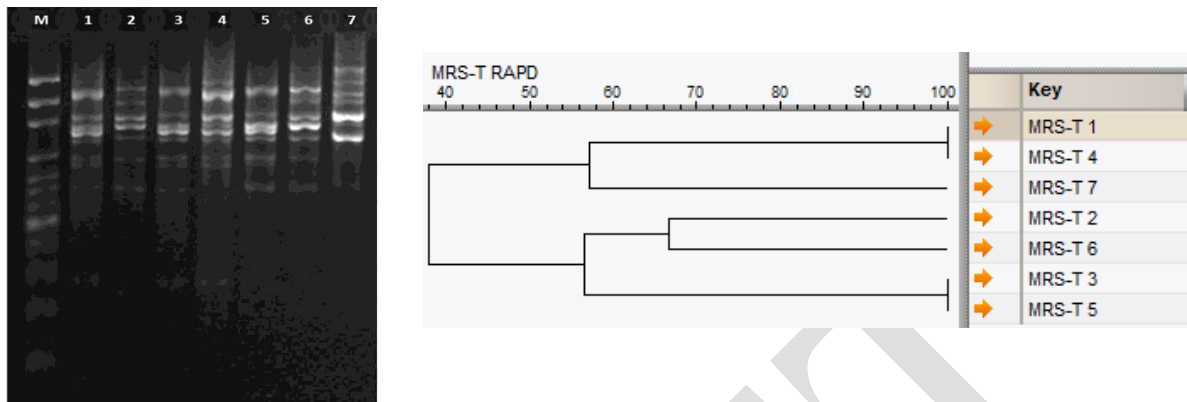 M 1 2 3 4 5 6 7
MRS-T RAPD
40 50 60 70 80 90 100
Key
MRS-T 1
MRS-T 4
MRS-T 7
MRS-T 2
MRS-T 6
MRS-T 3
MRS-T 5